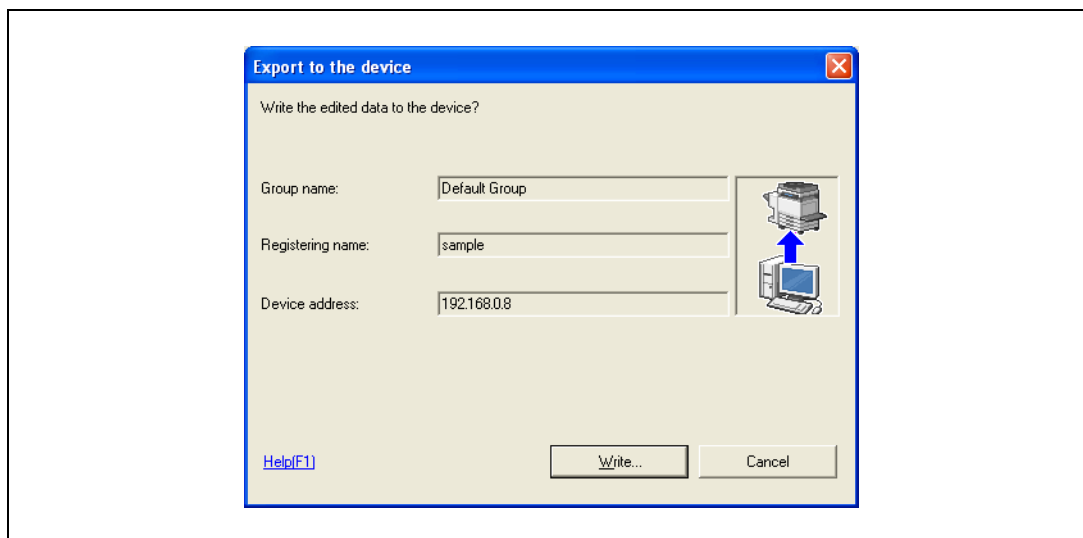 Export to the device
Write the edited data to the device?
Group name: Default Group
Registering name: sample
Device address: 192.168.0.8
Help(F1) Write... Cancel